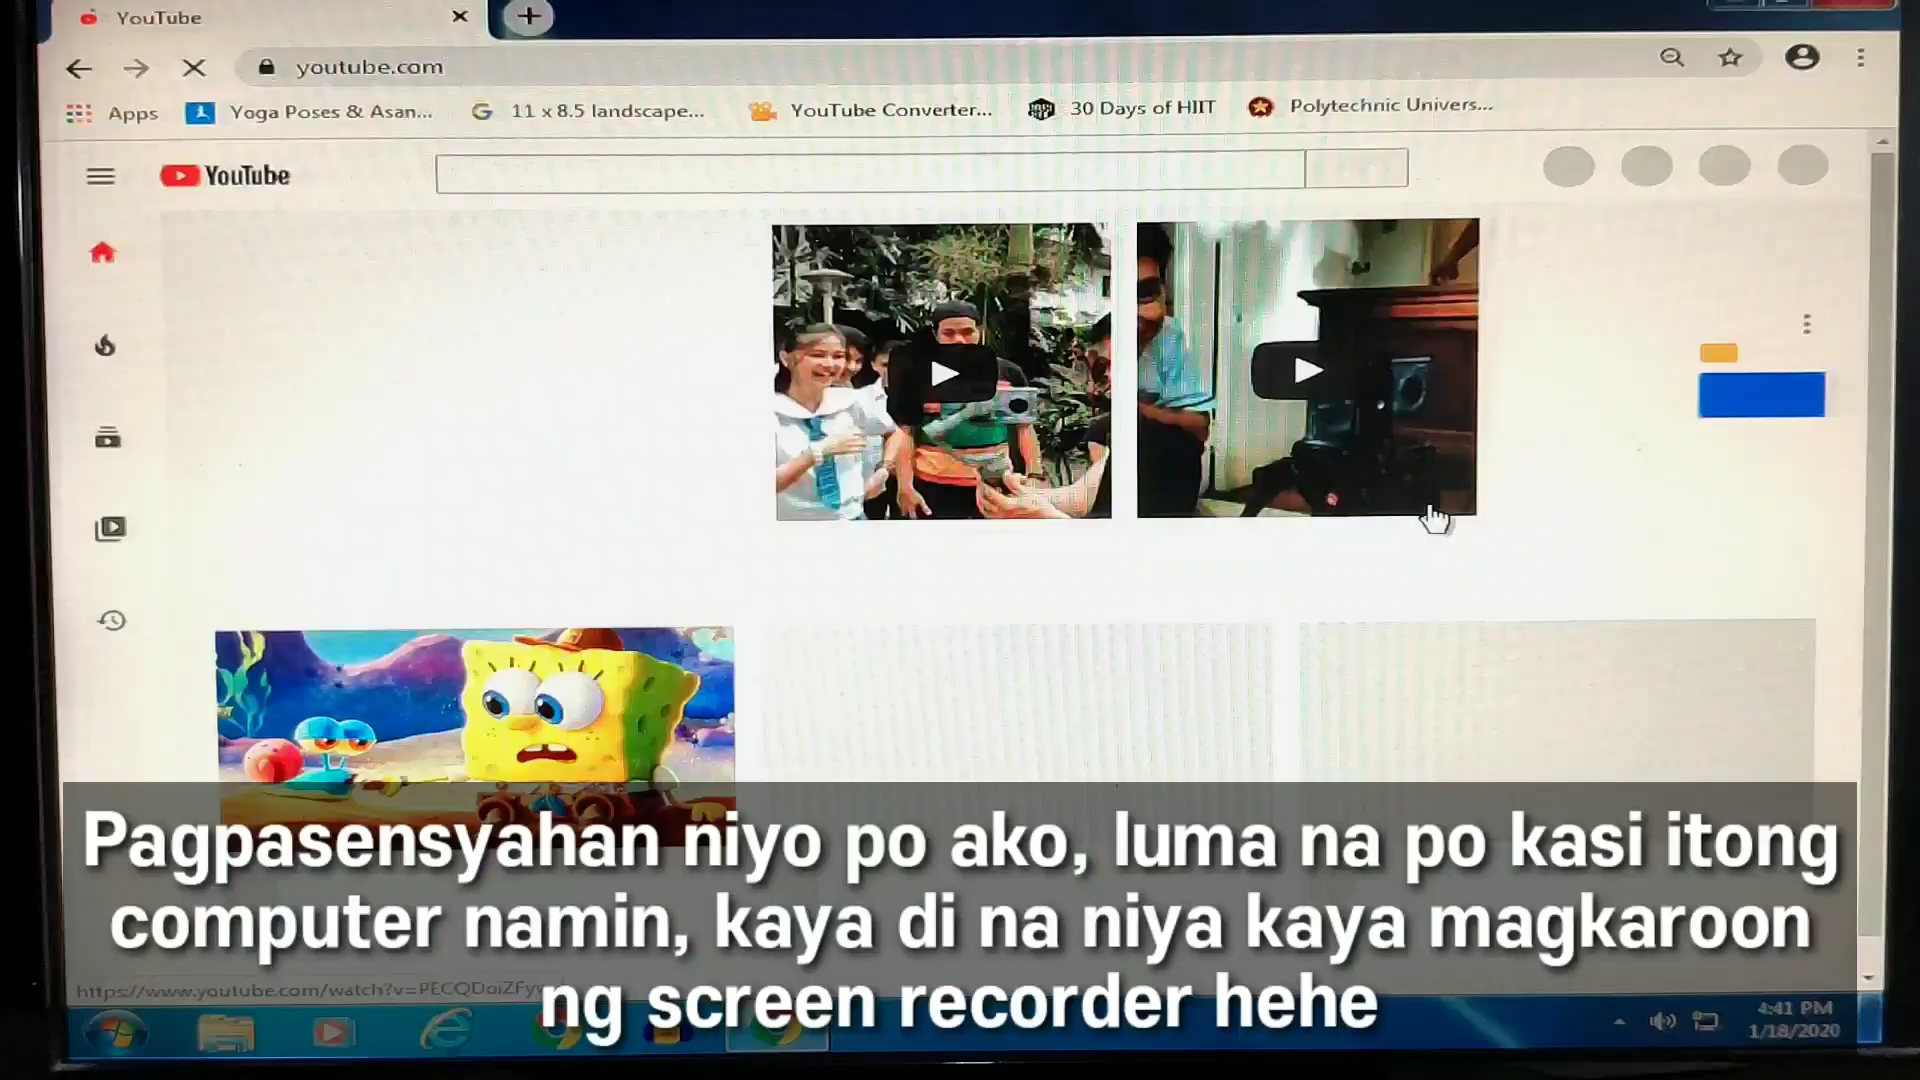 YouTube
youtube.com
Apps
Yoga Poses & Asan...
11 x 8.5 landscape...
YouTube Converter...
30 Days of HIIT
Polytechnic Univers...
YouTube
Pagpasensyahan niyo po ako, luma na po kasi itong
computer namin, kaya di na niya kaya magkaroon
ng screen recorder hehe
https://www.youtube.com/watch?v=
4:41 PM
1/18/2020